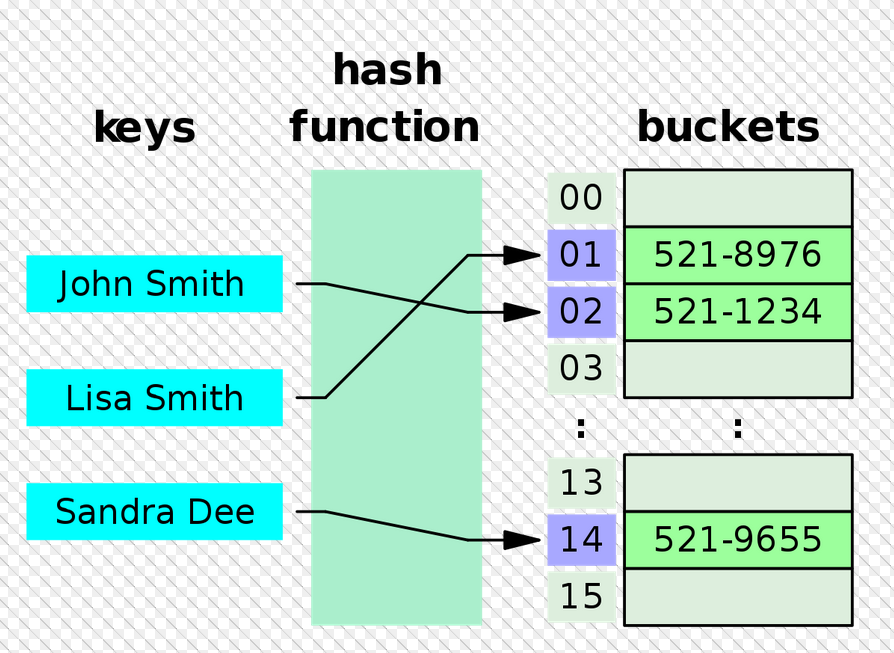 hash
function
keys
buckets
John Smith
Lisa Smith
Sandra Dee
00
01 521-8976
02 521-1234
03
: :
13
14 521-9655
15